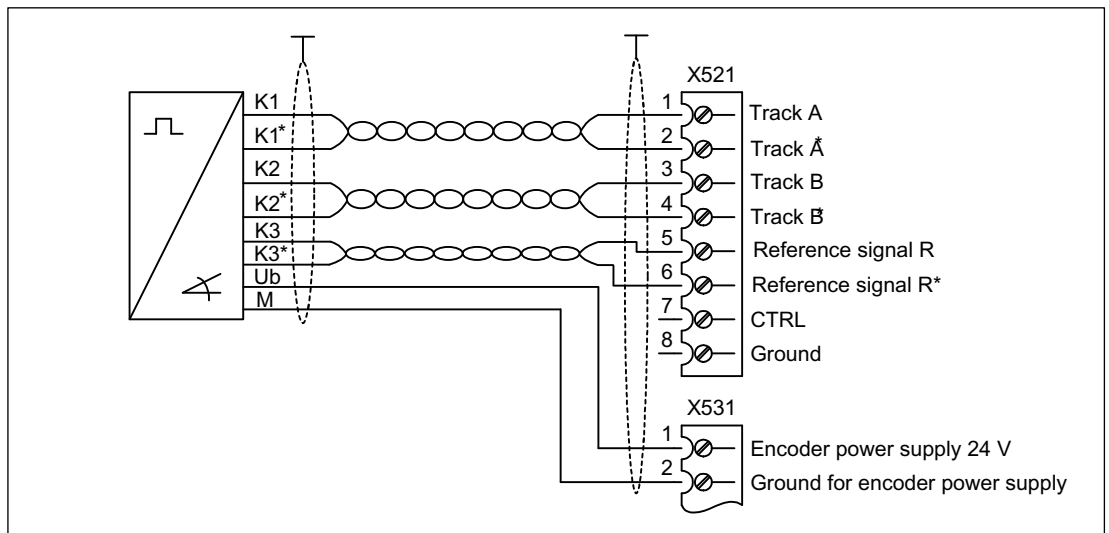 X521
K1
1
Track A
K1*
2
Track A*
K2
3
Track B
K2*
4
Track B*
K3
5
Reference signal R
K3*
6
Reference signal R*
Ub
M
7
CTRL
8
Ground
X531
1
Encoder power supply 24 V
2
Ground for encoder power supply